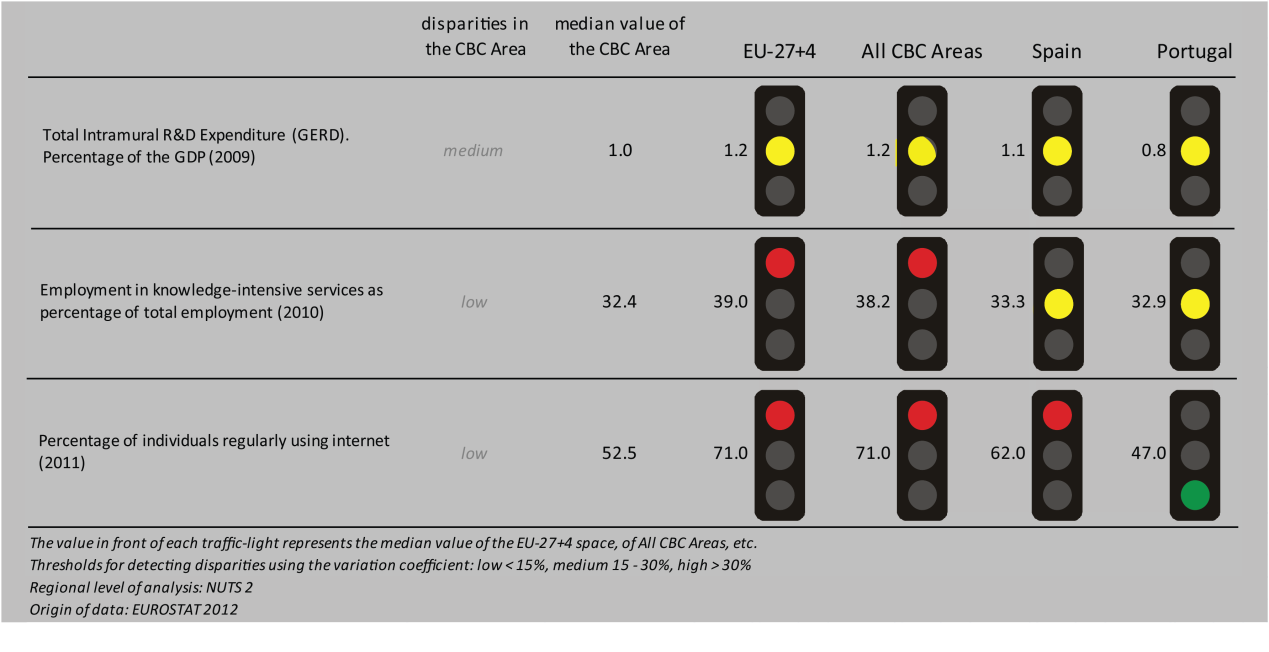 disparities in
the CBC Area
median value of
the CBC Area
EU-27+4
All CBC Areas
Spain
Portugal
Total Intramural R&D Expenditure (GERD).
Percentage of the GDP (2009)
medium
1.0
1.2
1.2
1.1
0.8
Employment in knowledge-intensive services as
percentage of total employment (2010)
low
32.4
39.0
38.2
33.3
32.9
Percentage of individuals regularly using internet
(2011)
low
52.5
71.0
71.0
62.0
47.0
The value in front of each traffic-light represents the median value of the EU-27+4 space, of All CBC Areas, etc.
Thresholds for detecting disparities using the variation coefficient: low < 15%, medium 15 - 30%, high > 30%
Regional level of analysis: NUTS 2
Origin of data: EUROSTAT 2012